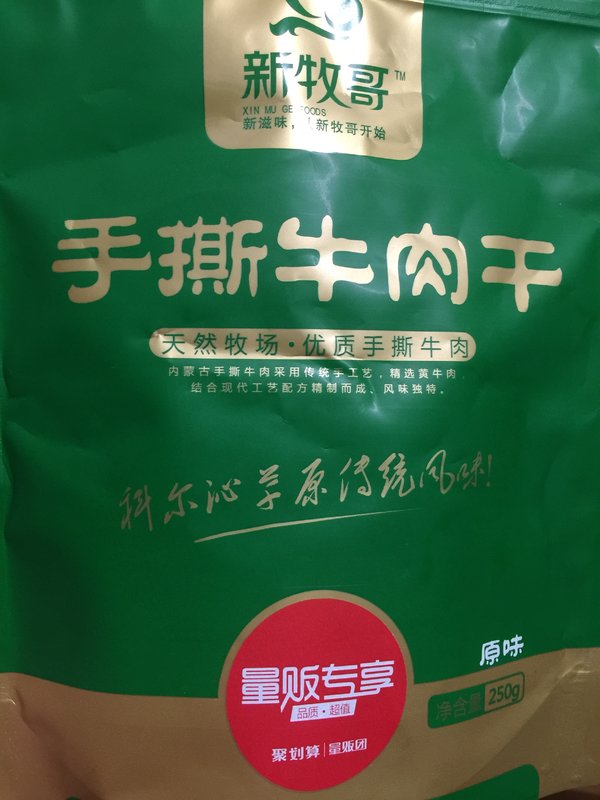 新牧哥™
XIN MU GE FOODS
新滋味，从新牧哥开始
手撕牛肉干
天然牧场·优质手撕牛肉
内蒙古手撕牛肉采用传统手工艺，精选黄牛肉
结合现代工艺配方精制而成、风味独特。
科尔沁草原传统风味!
量贩专享
品质·超值
聚划算|量贩团
原味
净含量 250g